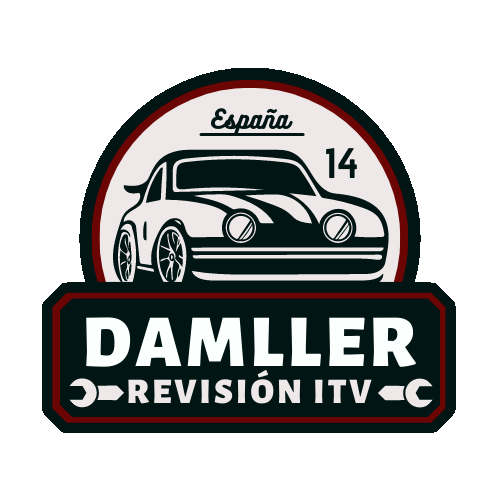 España
14
DAMLLER
REVISIÓN ITV